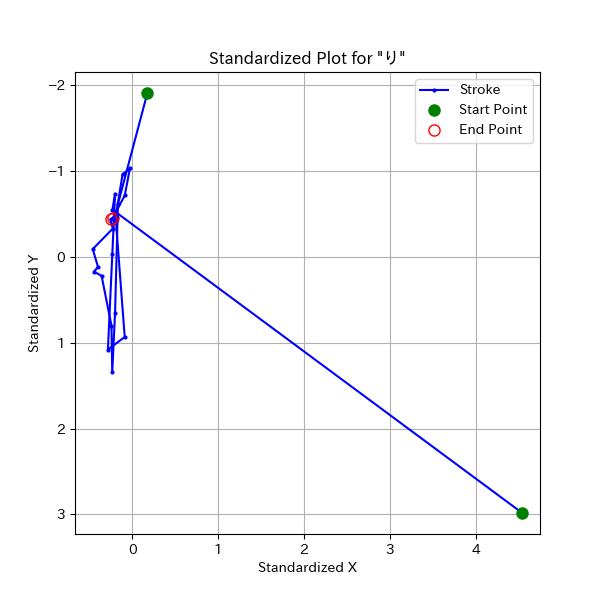 Standardized Plot for "り"
Stroke
Start Point
End Point
Standardized Y
−2
−1
0
1
2
3
0 1 2 3 4
Standardized X